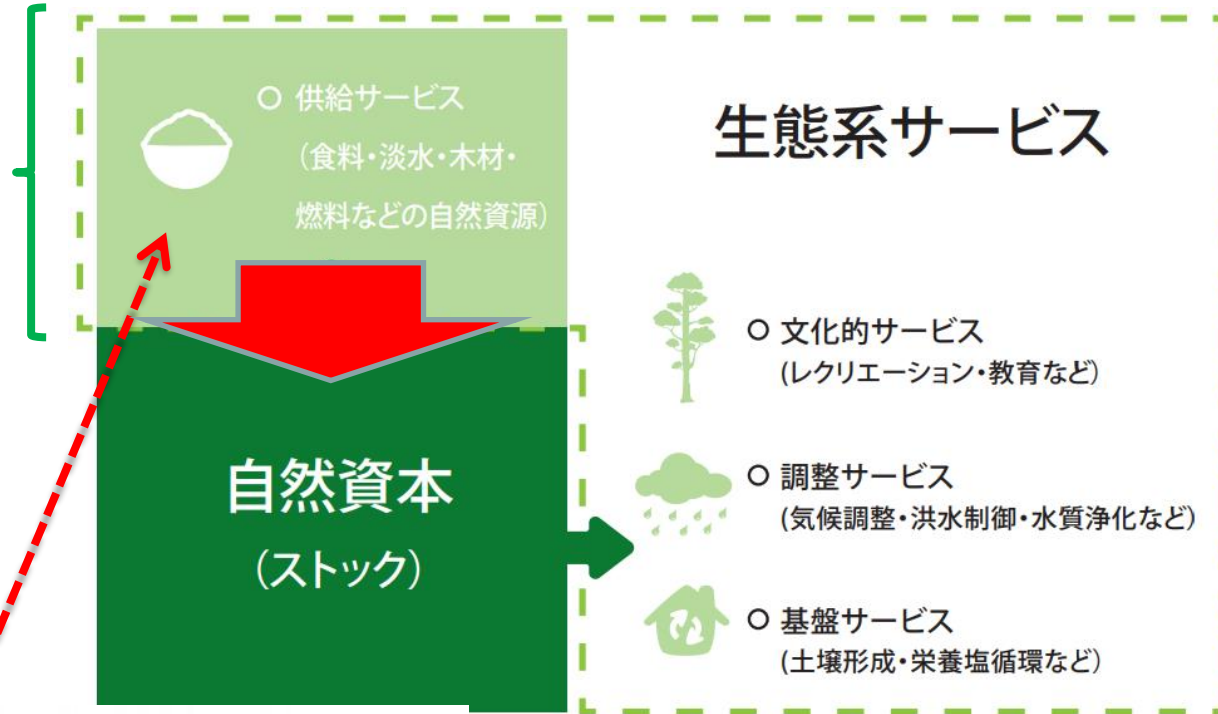 ○ 供給サービス
（食料・淡水・木材・
燃料などの自然資源）
自然資本
（ストック）
生態系サービス
○ 文化的サービス
(レクリエーション・教育など)
○ 調整サービス
(気候調整・洪水制御・水質浄化など)
○ 基盤サービス
(土壌形成・栄養塩循環など)